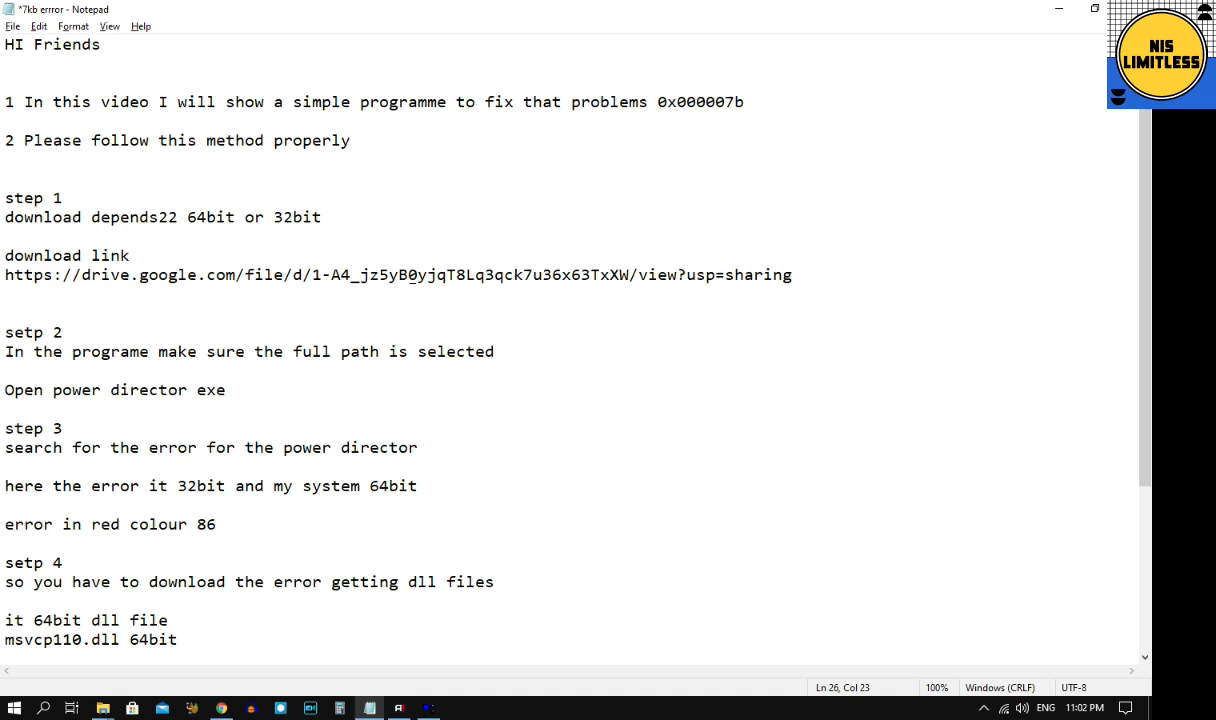 *7kb errror - Notepad
File Edit Format View Help
NIS
LIMITLESS
HI Friends
1 In this video I will show a simple programme to fix that problems 0x000007b
2 Please follow this method properly
step 1
download depends22 64bit or 32bit
download link
https://drive.google.com/file/d/1-A4_jz5yB0yjqT8Lq3qck7u36x63TxXW/view?usp=sharing
setp 2
In the programe make sure the full path is selected
Open power director exe
step 3
search for the error for the power director
here the error it 32bit and my system 64bit
error in red colour 86
setp 4
so you have to download the error getting dll files
it 64bit dll file
msvcp110.dll 64bit
Ln 26, Col 23 100% Windows (CRLF) UTF-8
ENG 11:02 PM